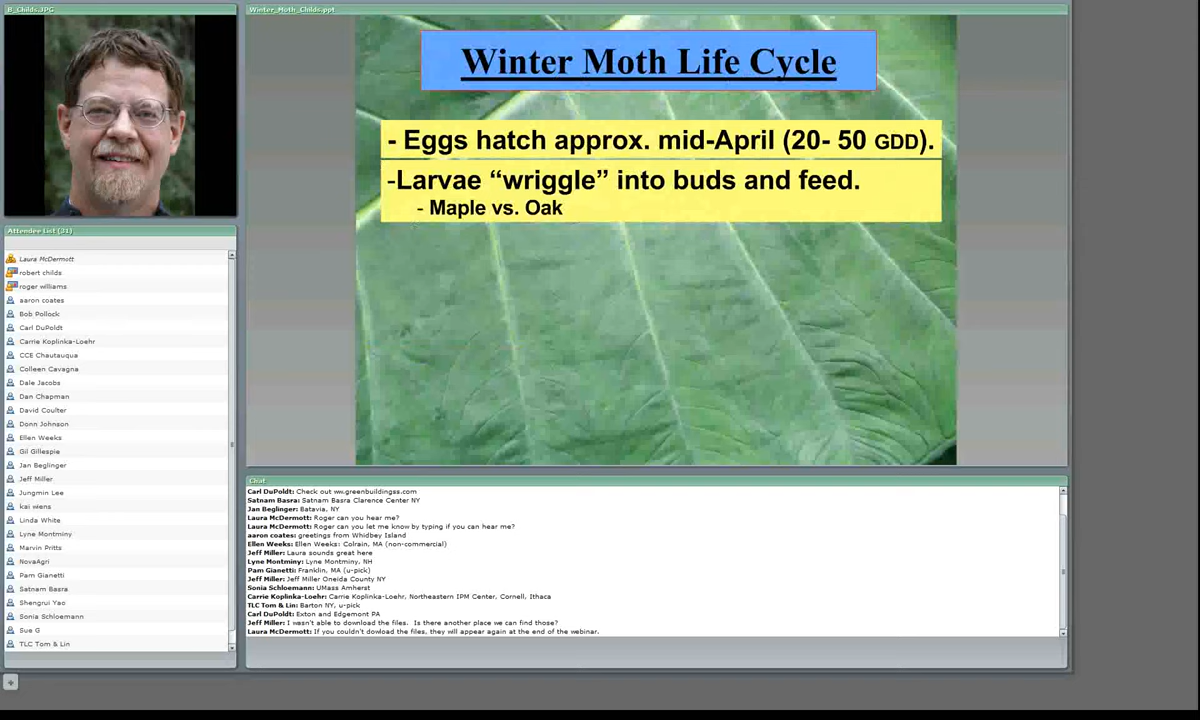 B_Childs.JPG
Winter_Moth_Childs.ppt
Winter Moth Life Cycle
- Eggs hatch approx. mid-April (20- 50 GDD).
-Larvae “wriggle” into buds and feed.
- Maple vs. Oak
Attendee List (31)
Laura McDermott
robert childs
roger williams
aaron coates
Bob Pollock
Carl DuPoldt
Carrie Koplinka-Loehr
CCE Chautauqua
Colleen Cavagna
Dale Jacobs
Dan Chapman
David Coulter
Donn Johnson
Ellen Weeks
Gil Gillespie
Jan Beglinger
Jeff Miller
Jungmin Lee
kai wiens
Linda White
Lyne Montminy
Marvin Pritts
NovaAgri
Pam Gianetti
Satnam Basra
Shengrui Yao
Sonia Schloemann
Sue G
TLC Tom & Lin
Chat
Carl DuPoldt: Check out ww.greenbuildingss.com
Satnam Basra: Satnam Basra Clarence Center NY
Jan Beglinger: Batavia, NY
Laura McDermott: Roger can you hear me?
Laura McDermott: Roger can you let me know by typing if you can hear me?
aaron coates: greetings from Whidbey Island
Ellen Weeks: Ellen Weeks: Colrain, MA (non-commercial)
Jeff Miller: Laura sounds great here
Lyne Montminy: Lyne Montminy, NH
Pam Gianetti: Franklin, MA (u-pick)
Jeff Miller: Jeff Miller Oneida County NY
Sonia Schloemann: UMass Amherst
Carrie Koplinka-Loehr: Carrie Koplinka-Loehr, Northeastern IPM Center, Cornell, Ithaca
TLC Tom & Lin: Barton NY, u-pick
Carl DuPoldt: Exton and Edgemont PA
Jeff Miller: I wasn't able to download the files.  Is there another place we can find those?
Laura McDermott: If you couldn't dowload the files, they will appear again at the end of the webinar.